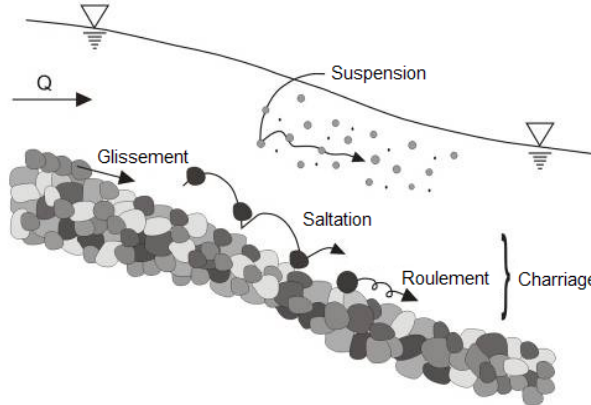 Suspension
Q
Glissement
Saltation
Roulement
Charriage